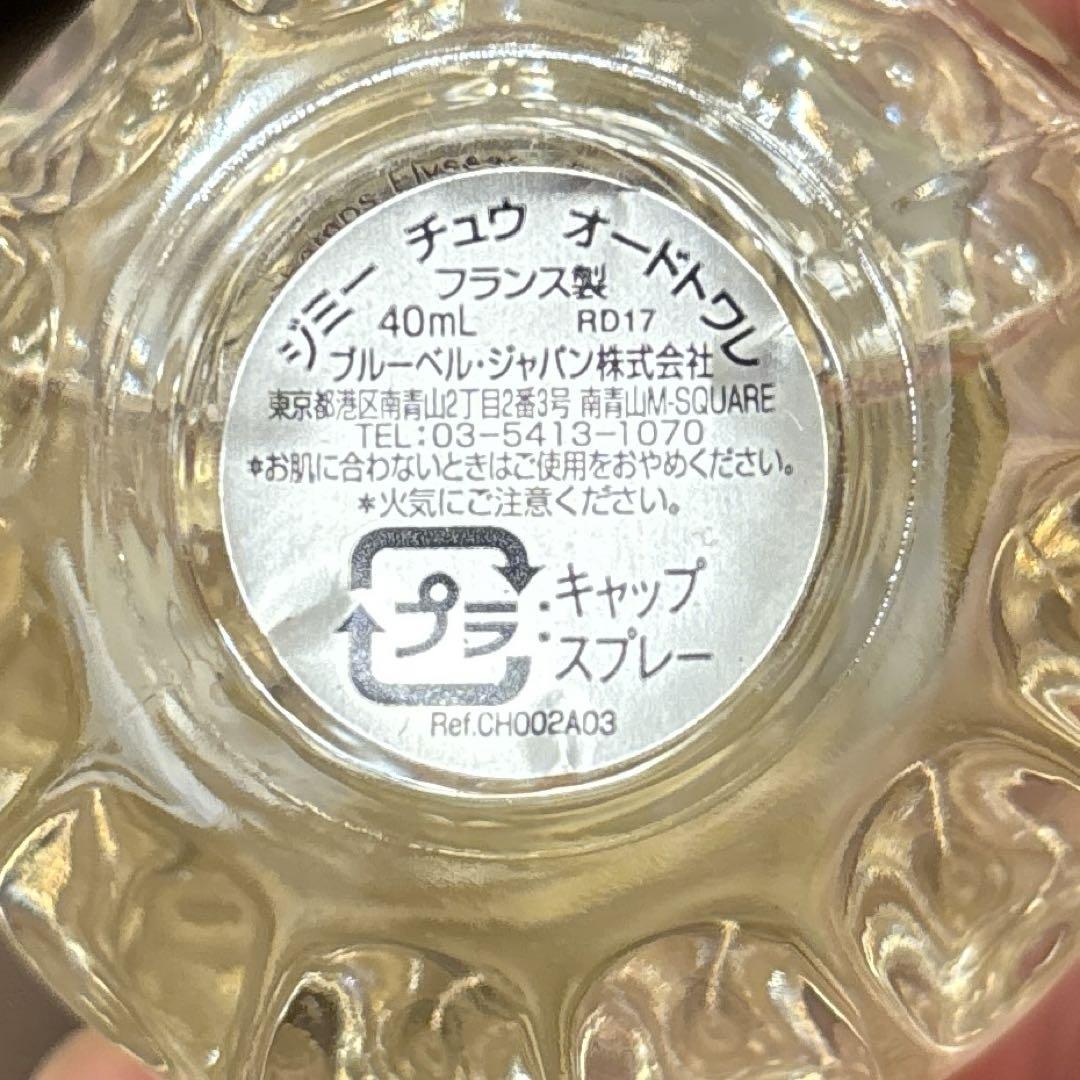 Elysees
ジミー チュウ オードトワレ
フランス製
40mL RD17
ブルーベル・ジャパン株式会社
東京都港区南青山2丁目2番3号 南青山M-SQUARE
TEL:03-5413-1070
*お肌に合わないときはご使用をおやめください。
*火気にご注意ください。
プラ
:キャップ
:スプレー
Ref.CH002A03